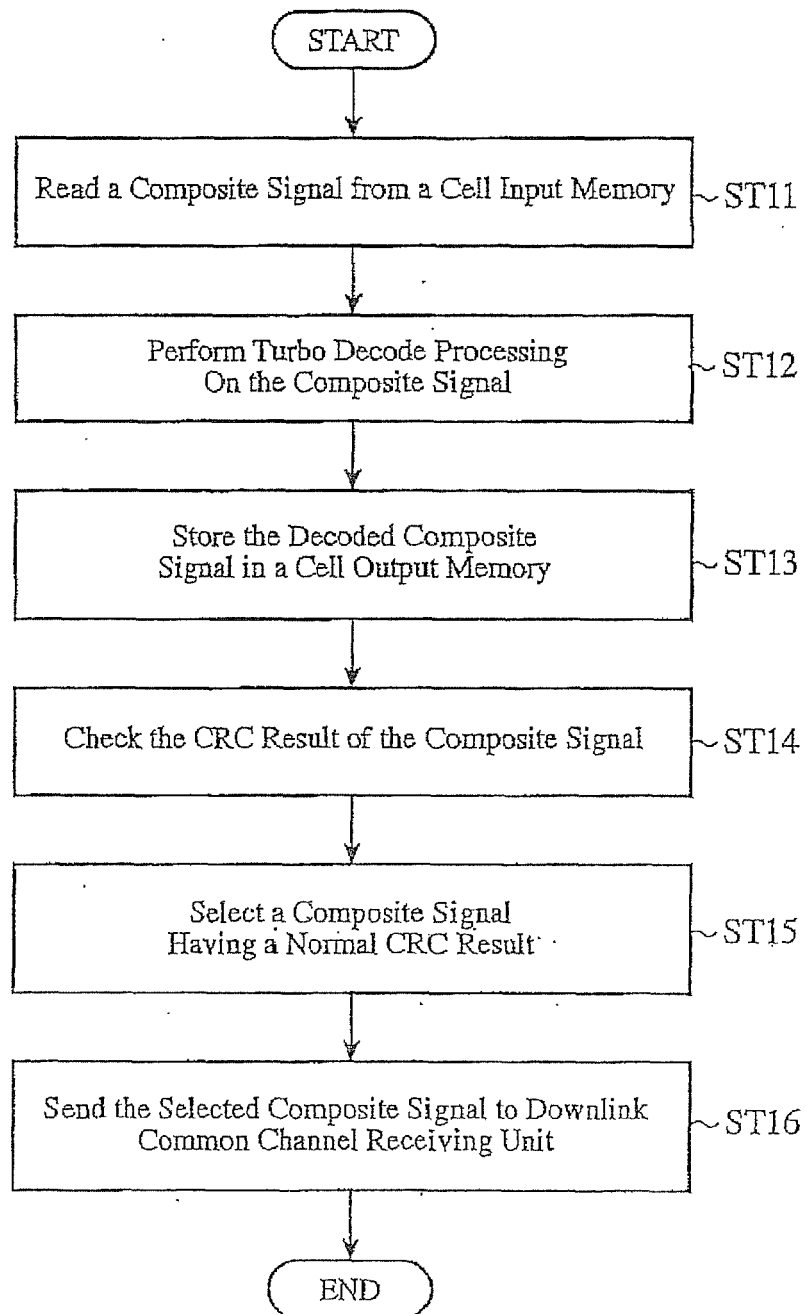 START
Read a Composite Signal from a Cell Input Memory
ST11
Perform Turbo Decode Processing
On the Composite Signal
ST12
Store the Decoded Composite
Signal in a Cell Output Memory
ST13
Check the CRC Result of the Composite Signal
ST14
Select a Composite Signal
Having a Normal CRC Result
ST15
Send the Selected Composite Signal to Downlink
Common Channel Receiving Unit
ST16
END